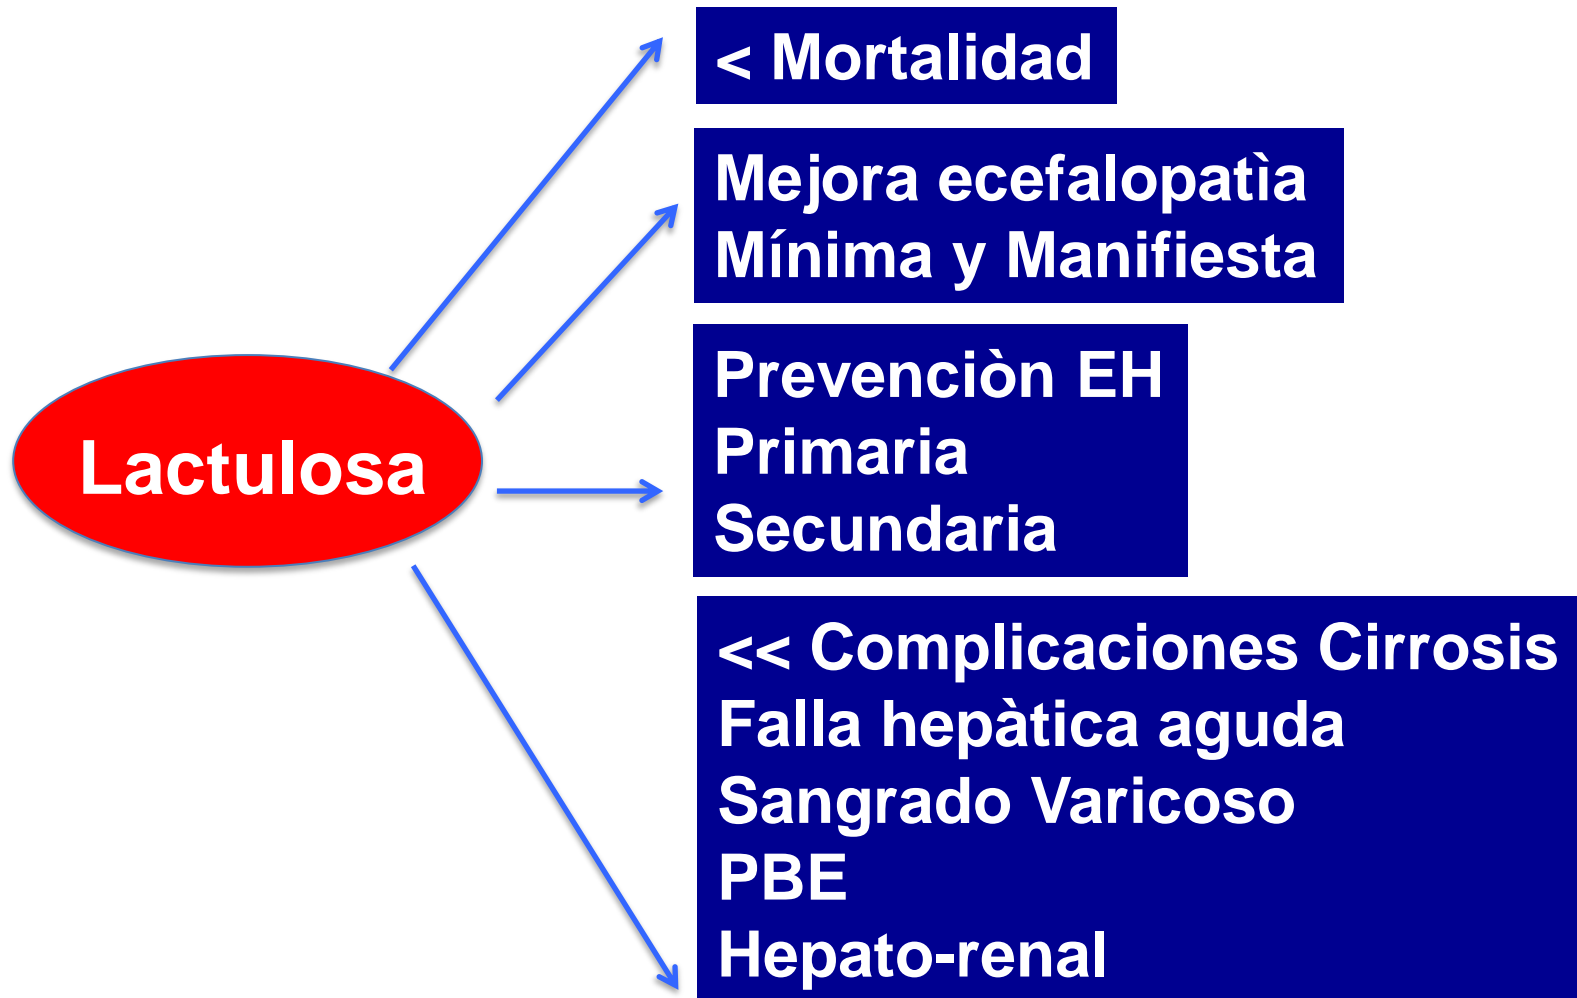 < Mortalidad
Mejora ecefalopatìa
Mínima y Manifiesta
Lactulosa
Prevenciòn EH
Primaria
Secundaria
<< Complicaciones Cirrosis
Falla hepàtica aguda
Sangrado Varicoso
PBE
Hepato-renal